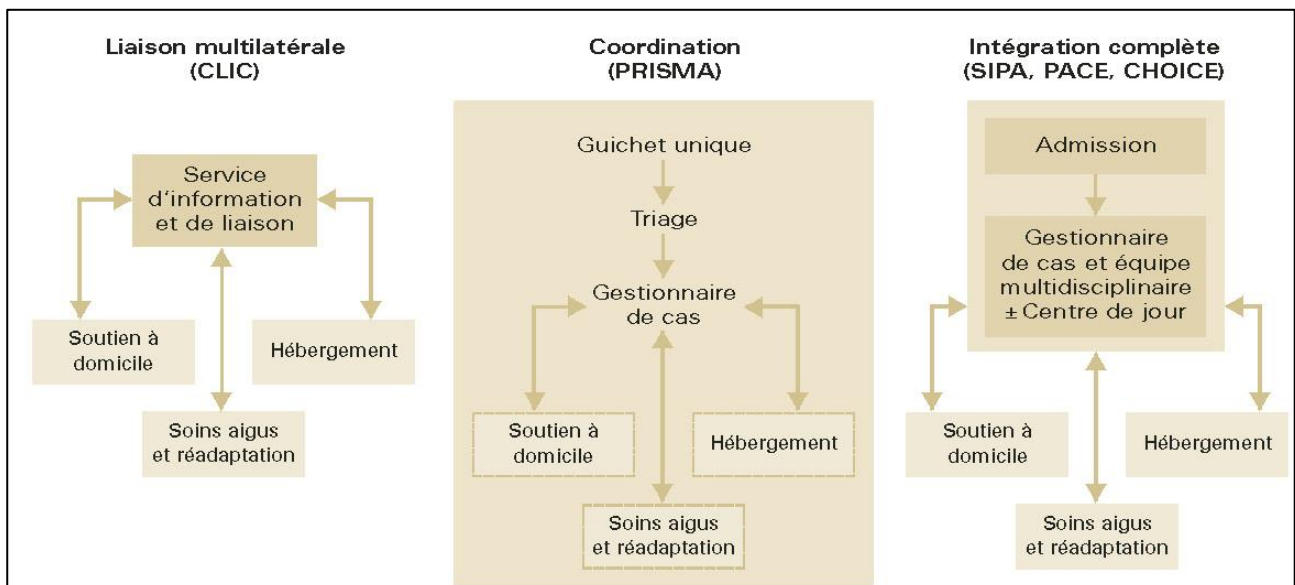 Liaison multilatérale
(CLIC)
Service
d'information
et de liaison
Soutien à
domicile
Hébergement
Soins aigus
et réadaptation
Coordination
(PRISMA)
Guichet unique
Triage
Gestionnaire
de cas
Soutien à
domicile
Hébergement
Soins aigus
et réadaptation
Intégration complète
(SIPA, PACE, CHOICE)
Admission
Gestionnaire
de cas et équipe
multidisciplinaire
± Centre de jour
Soutien à
domicile
Hébergement
Soins aigus
et réadaptation